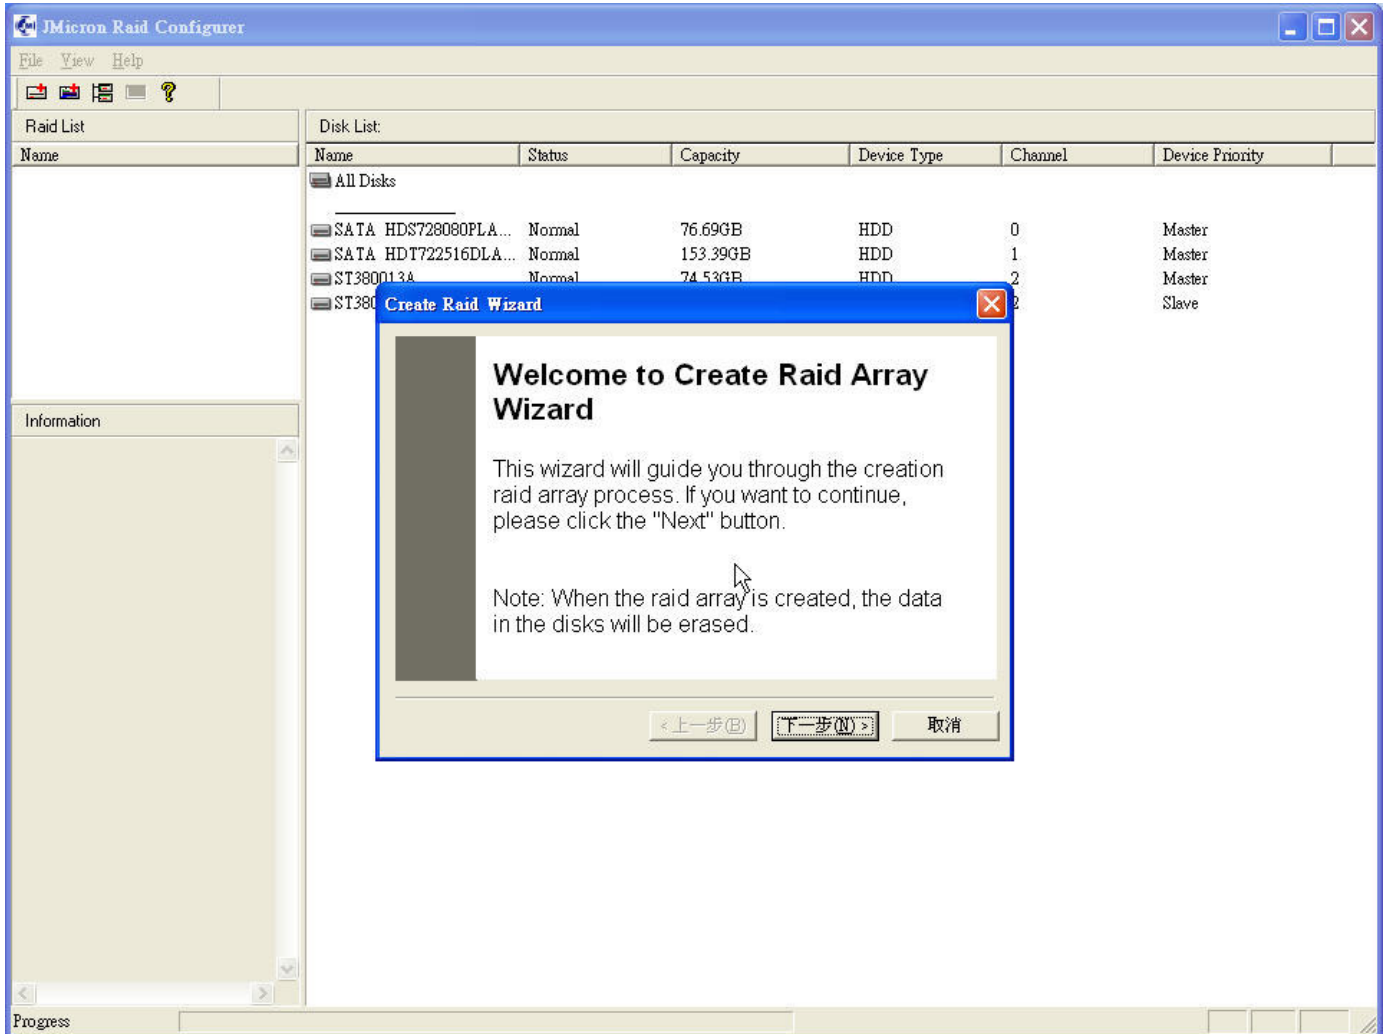 JMicron Raid Configurer
File View Help
Raid List
Disk List:
Name
Name Status Capacity Device Type Channel Device Priority
All Disks
SATA HDS728080PLA... Normal 76.69GB HDD 0 Master
SATA HDT722516DLA... Normal 153.39GB HDD 1 Master
ST380013A Normal 74.53GB HDD 2 Master
ST380 2 Slave
Create Raid Wizard
Welcome to Create Raid Array
Wizard
This wizard will guide you through the creation
raid array process. If you want to continue,
please click the "Next" button.
Note: When the raid array is created, the data
in the disks will be erased.
< 上一步(B) 下一步(N) > 取消
Information
Progress